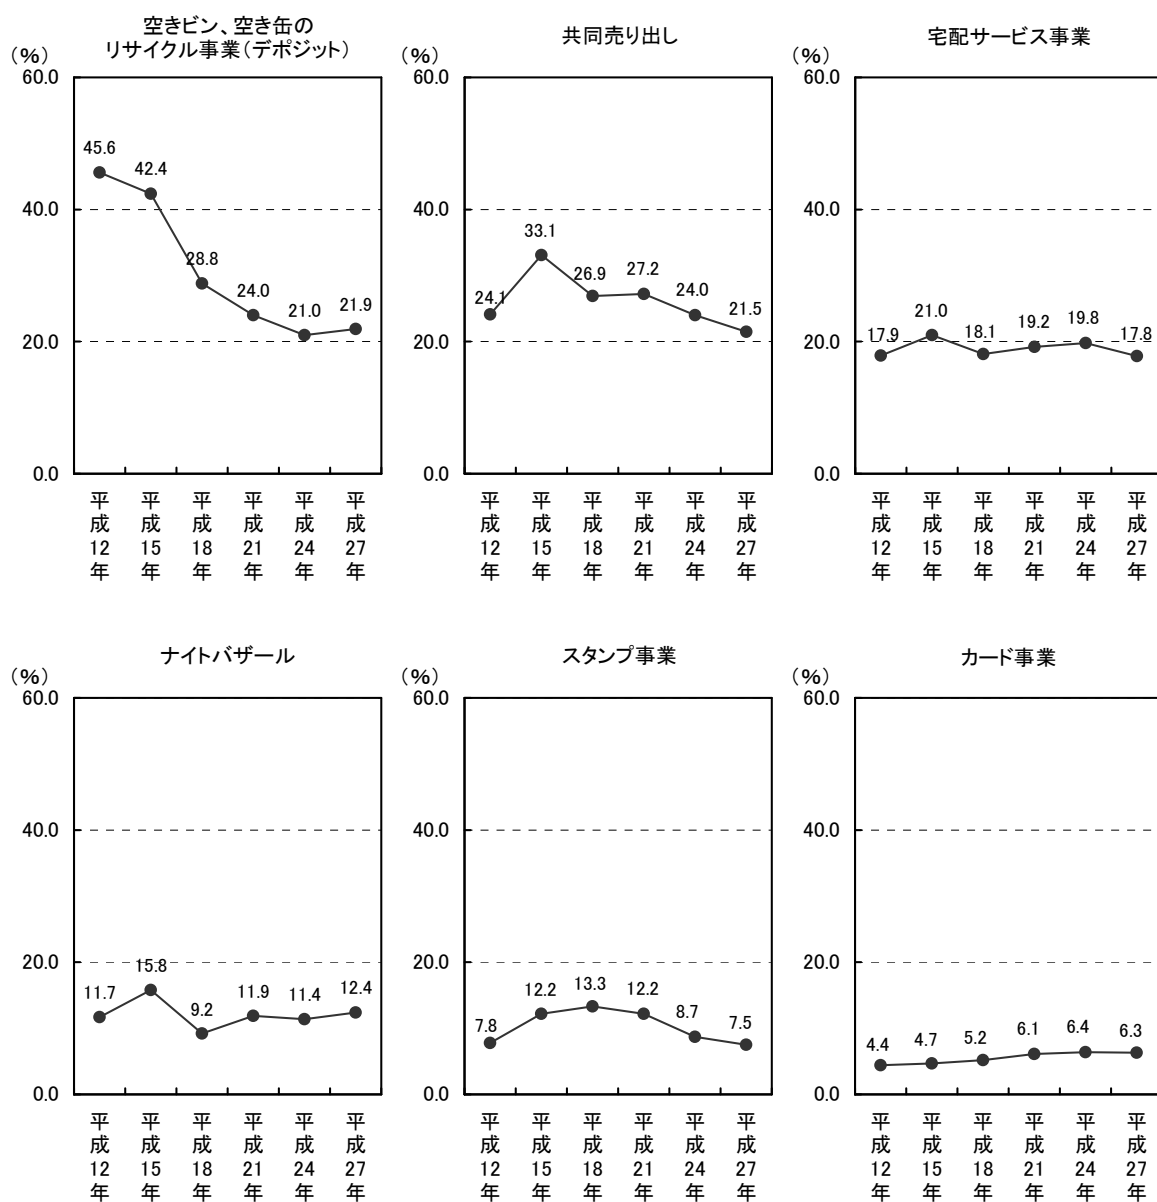 空きビン、空き缶の
リサイクル事業（デポジット）
（%）
60.0
40.0
20.0
0.0
45.6
42.4
28.8
24.0
21.0
21.9
平成12年
平成15年
平成18年
平成21年
平成24年
平成27年
共同売り出し
（%）
60.0
40.0
20.0
0.0
24.1
33.1
26.9
27.2
24.0
21.5
平成12年
平成15年
平成18年
平成21年
平成24年
平成27年
宅配サービス事業
（%）
60.0
40.0
20.0
0.0
17.9
21.0
18.1
19.2
19.8
17.8
平成12年
平成15年
平成18年
平成21年
平成24年
平成27年
ナイトバザール
（%）
60.0
40.0
20.0
0.0
11.7
15.8
9.2
11.9
11.4
12.4
平成12年
平成15年
平成18年
平成21年
平成24年
平成27年
スタンプ事業
（%）
60.0
40.0
20.0
0.0
7.8
12.2
13.3
12.2
8.7
7.5
平成12年
平成15年
平成18年
平成21年
平成24年
平成27年
カード事業
（%）
60.0
40.0
20.0
0.0
4.4
4.7
5.2
6.1
6.4
6.3
平成12年
平成15年
平成18年
平成21年
平成24年
平成27年